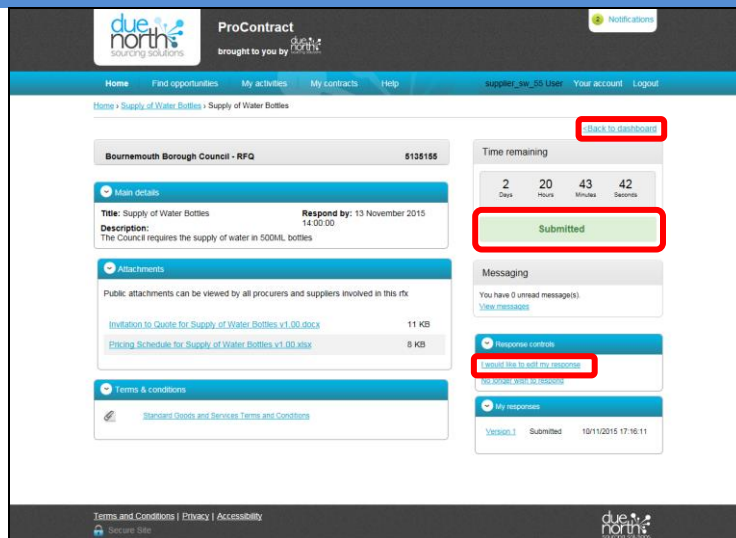 due
north
sourcing solutions
ProContract
brought to you by due north
2 Notifications
Home Find opportunities My activities My contracts Help supplier_sw_55 User Your account Logout
Home › Supply of Water Bottles › Supply of Water Bottles
<Back to dashboard
Bournemouth Borough Council - RFQ 5135155
Main details
Title: Supply of Water Bottles Respond by: 13 November 2015
14:00:00
Description:
The Council requires the supply of water in 500ML bottles
Attachments
Public attachments can be viewed by all procurers and suppliers involved in this rfx
Invitation to Quote for Supply of Water Bottles v1.00.docx 11 KB
Pricing Schedule for Supply of Water Bottles v1.00.xlsx 8 KB
Terms & conditions
Standard Goods and Services Terms and Conditions
Time remaining
2 20 43 42
Days Hours Minutes Seconds
Submitted
Messaging
You have 0 unread message(s).
View messages
Response controls
I would like to edit my response
No longer wish to respond
My responses
Version 1 Submitted 10/11/2015 17:16:11
Terms and Conditions | Privacy | Accessibility
Secure Site
due
north
sourcing solutions